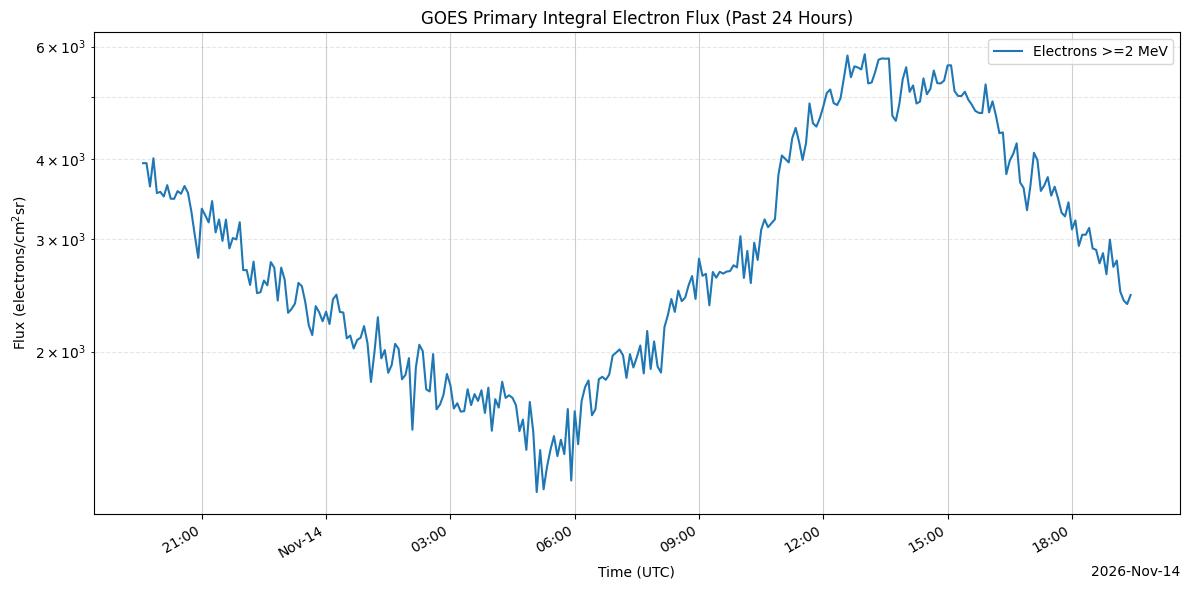 GOES Primary Integral Electron Flux (Past 24 Hours)
Electrons >=2 MeV
Flux (electrons/cm²sr)
6 × 10³
4 × 10³
3 × 10³
2 × 10³
21:00
Nov-14
03:00
06:00
09:00
12:00
15:00
18:00
Time (UTC)
2026-Nov-14